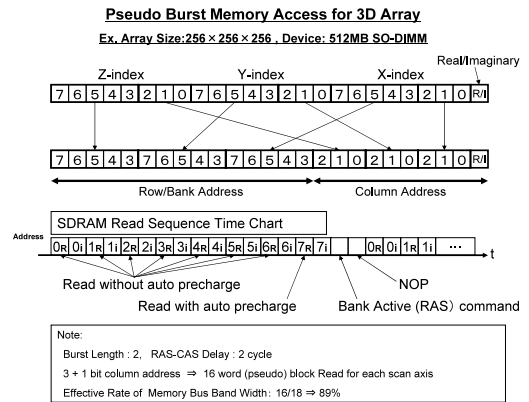 Pseudo Burst Memory Access for 3D Array
Ex. Array Size:256×256×256 , Device: 512MB SO-DIMM
Real/Imaginary
Z-index Y-index X-index
7 6 5 4 3 2 1 0 7 6 5 4 3 2 1 0 7 6 5 4 3 2 1 0 R/I
7 6 5 4 3 7 6 5 4 3 7 6 5 4 3 2 1 0 2 1 0 2 1 0 R/I
Row/Bank Address Column Address
SDRAM Read Sequence Time Chart
Address
0R 0i 1R 1i 2R 2i 3R 3i 4R 4i 5R 5i 6R 6i 7R 7i 0R 0i 1R 1i ··· t
Read without auto precharge NOP
Read with auto precharge Bank Active (RAS) command
Note:
Burst Length : 2, RAS-CAS Delay : 2 cycle
3 + 1 bit column address ⇒ 16 word (pseudo) block Read for each scan axis
Effective Rate of Memory Bus Band Width: 16/18 ⇒ 89%